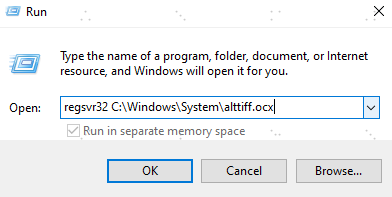 Run
Type the name of a program, folder, document, or Internet
resource, and Windows will open it for you.
Open: regsvr32 C:\Windows\System\alttiff.ocx
Run in separate memory space
OK Cancel Browse...